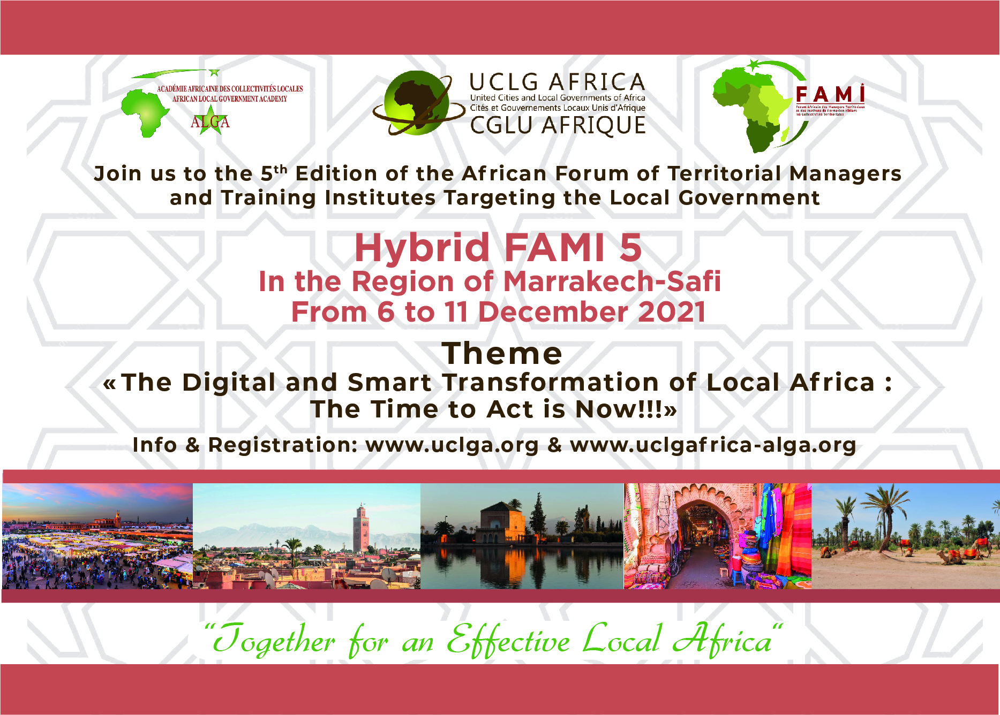 ACADÉMIE AFRICAINE DES COLLECTIVITÉS LOCALES
AFRICAN LOCAL GOVERNMENT ACADEMY
ALGA
UCLG AFRICA
United Cities and Local Governments of Africa
Cités et Gouvernements Locaux Unis d'Afrique
CGLU AFRIQUE
FAMI
Forum Africain des Managers Territoriaux
et des Instituts de Formation ciblant
les Collectivités Territoriales
Join us to the 5th Edition of the African Forum of Territorial Managers
and Training Institutes Targeting the Local Government
Hybrid FAMI 5
In the Region of Marrakech-Safi
From 6 to 11 December 2021
Theme
«The Digital and Smart Transformation of Local Africa :
The Time to Act is Now!!!»
Info & Registration: www.uclga.org & www.uclgafrica-alga.org
“Together for an Effective Local Africa“